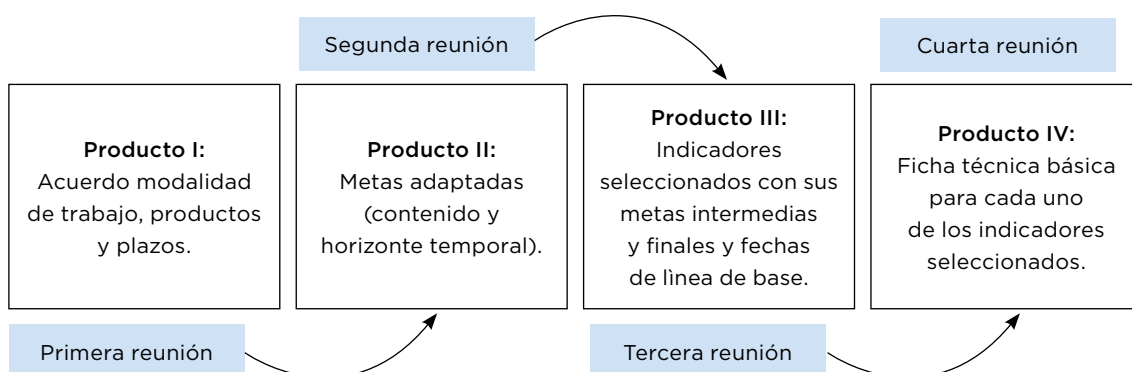 Segunda reunión
Cuarta reunión
Producto I:
Acuerdo modalidad
de trabajo, productos
y plazos.
Producto II:
Metas adaptadas
(contenido y
horizonte temporal).
Producto III:
Indicadores
seleccionados con sus
metas intermedias
y finales y fechas
de lìnea de base.
Producto IV:
Ficha técnica básica
para cada uno
de los indicadores
seleccionados.
Primera reunión
Tercera reunión